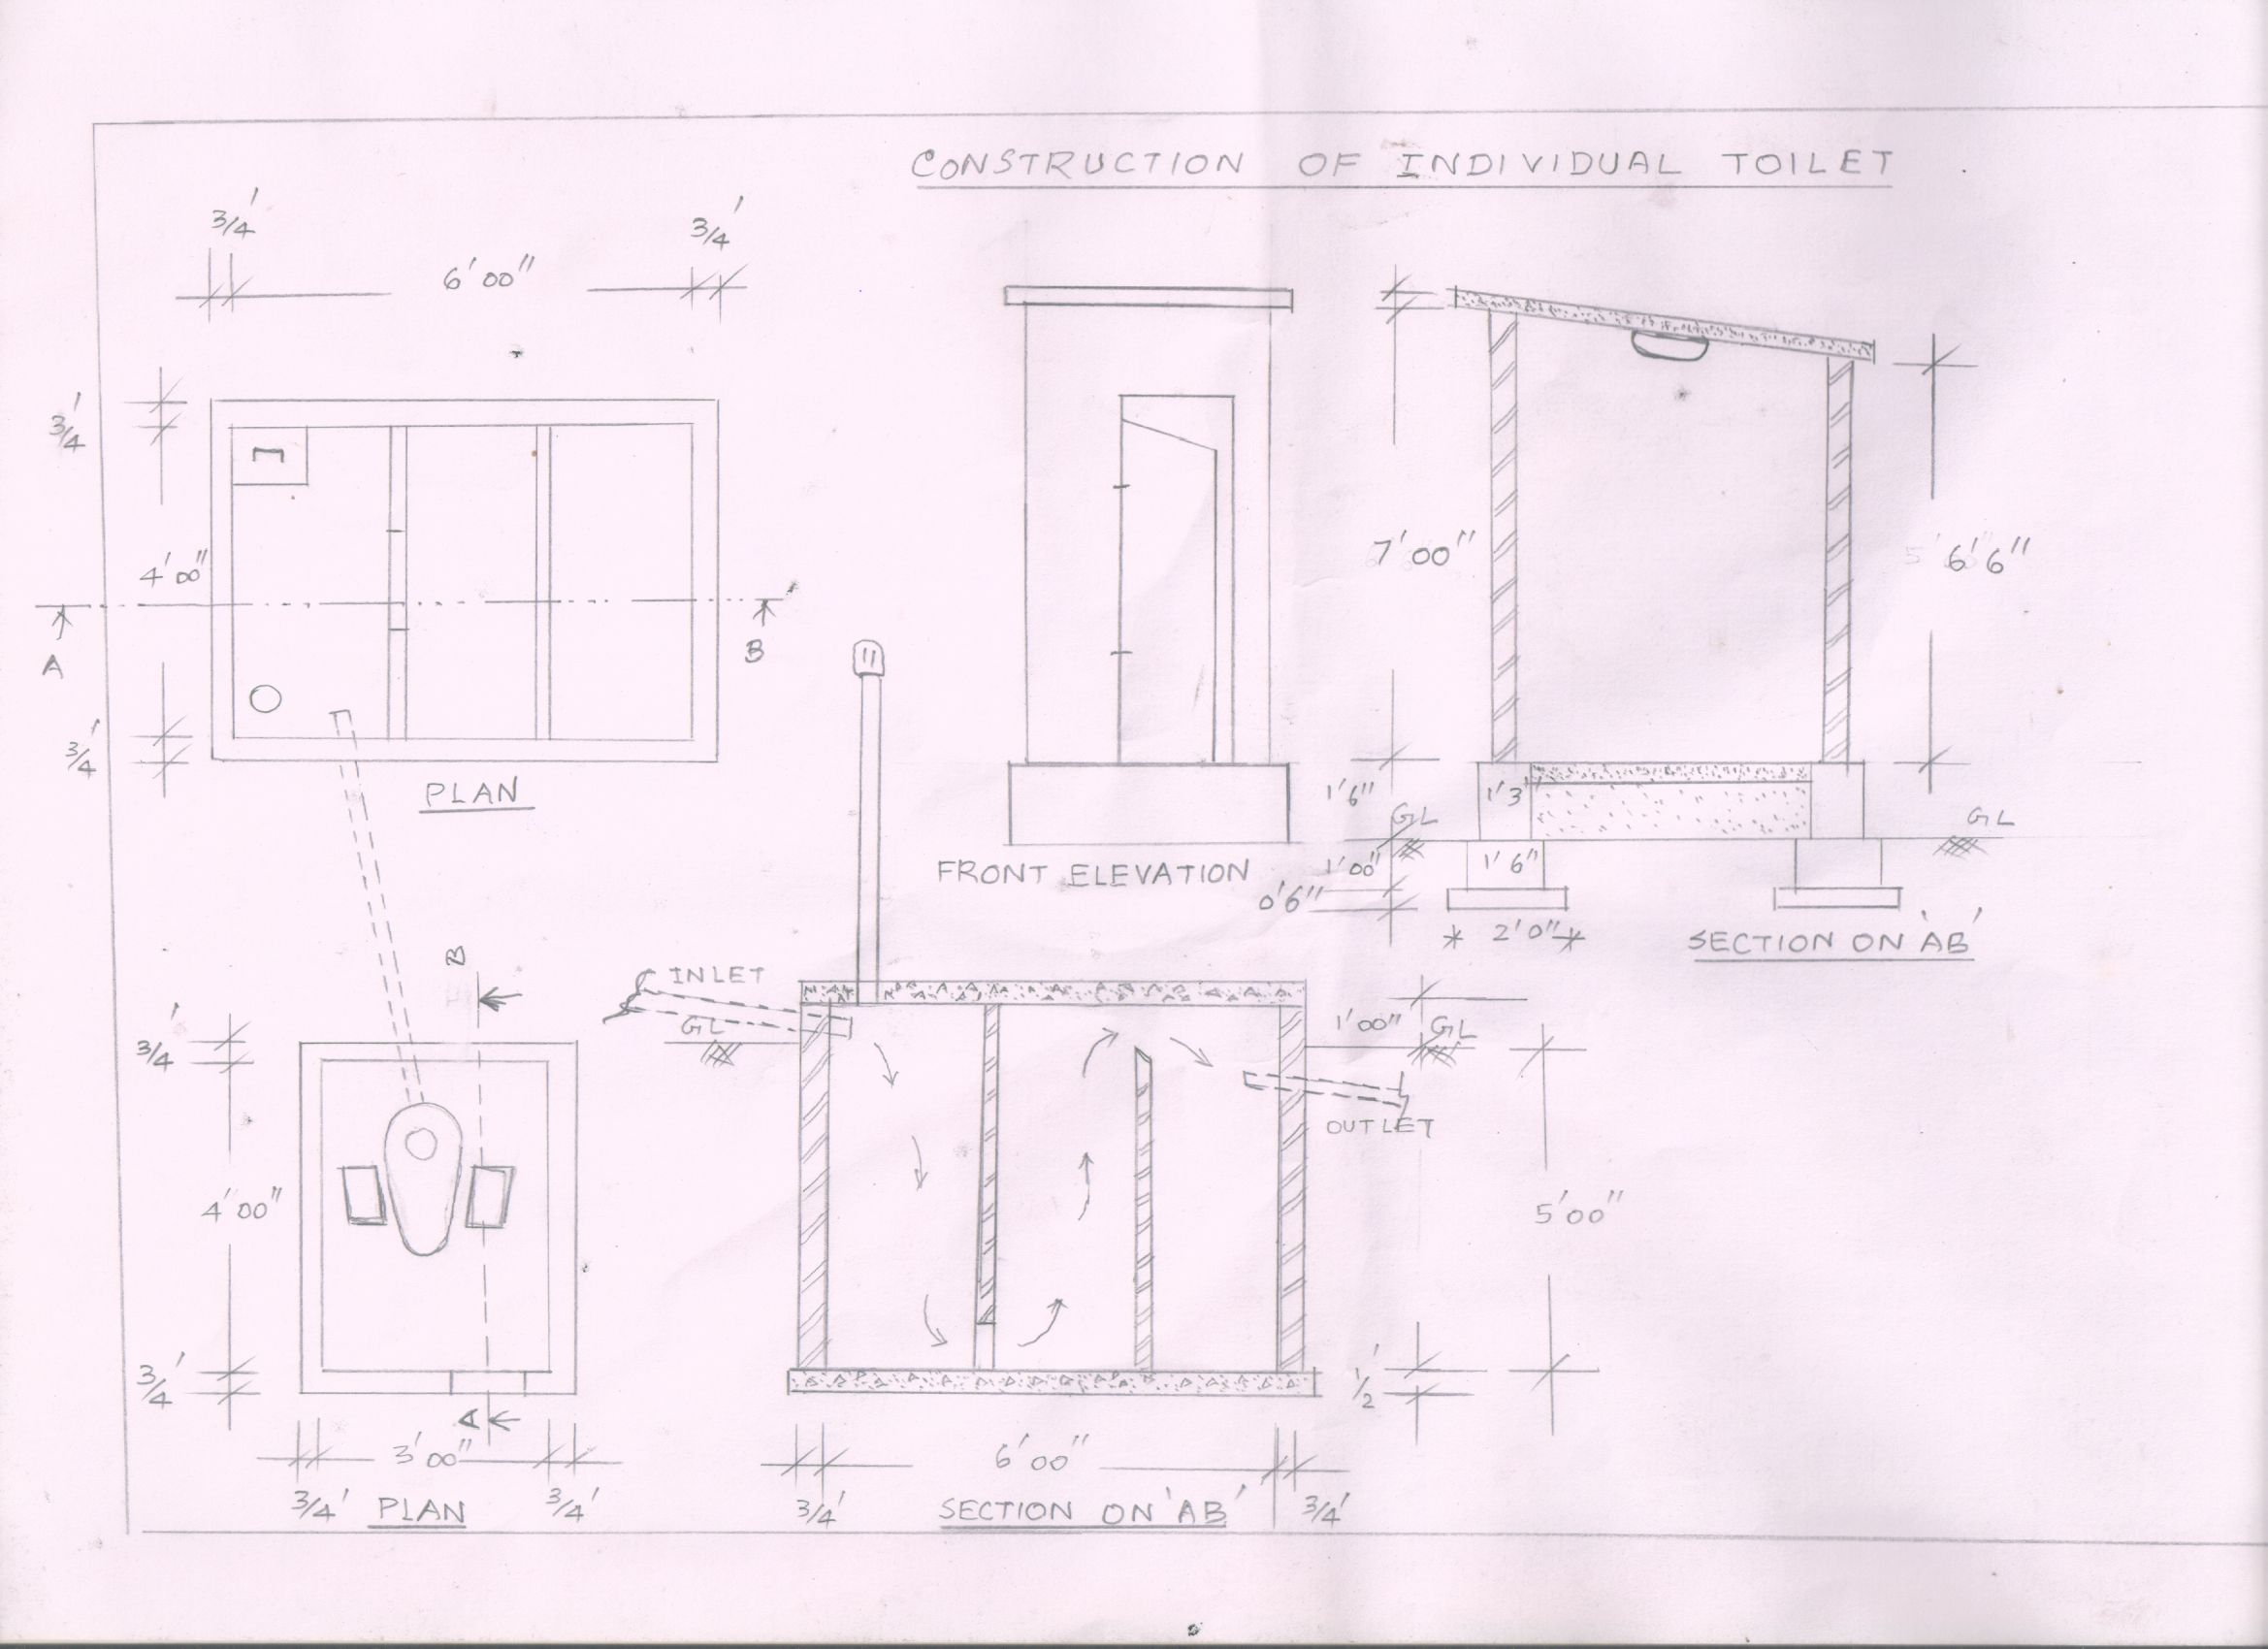 CONSTRUCTION OF INDIVIDUAL TOILET
3/4' 6'00" 3/4'
3/4'
4'00"
3/4'
A B
PLAN
FRONT ELEVATION
7'00"
6'6"
1'6" 1'3"
GL GL
1'00" 1'6"
0'6"
2'0"
SECTION ON 'AB'
B
3/4'
4'00"
3/4'
A
3/4' 3'00" 3/4'
PLAN
INLET
GL
1'00" GL
OUTLET
5'00"
1/2'
3/4' 6'00" 3/4'
SECTION ON 'AB'